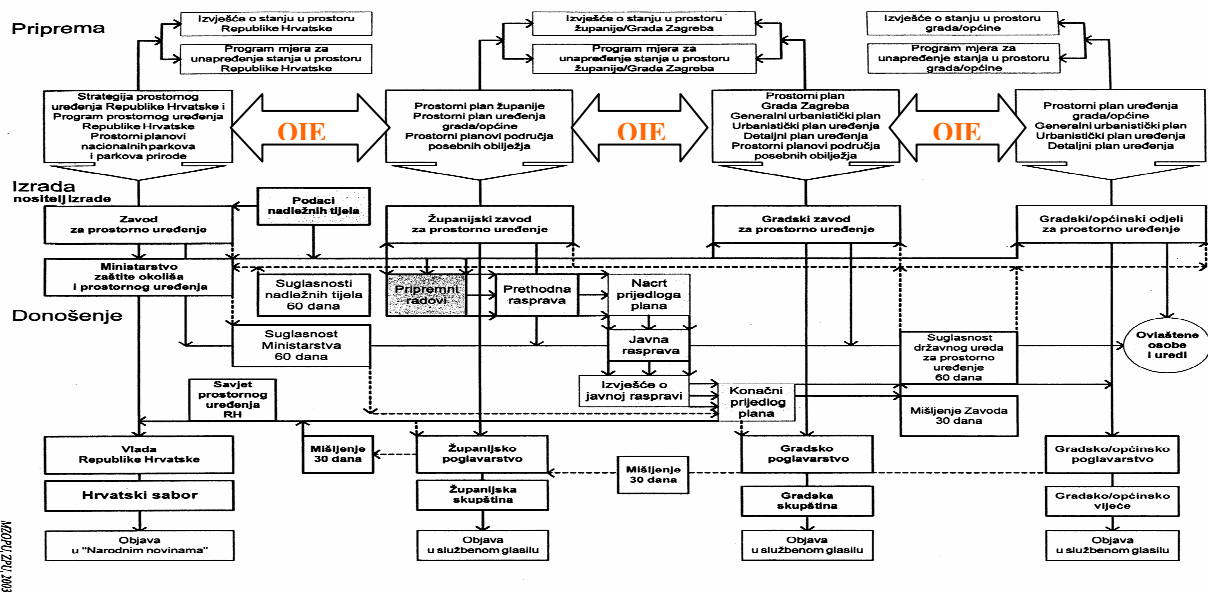 Priprema
Izvješće o stanju u prostoru
Republike Hrvatske
Program mjera za
unapređenje stanja u prostoru
Republike Hrvatske
Izvješće o stanju u prostoru
županije/Grada Zagreba
Program mjera za
unapređenje stanja u prostoru
županije/Grada Zagreba
Izvješće o stanju u prostoru
grada/općine
Program mjera za
unapređenje stanja u prostoru
grada/općine
Strategija prostornog
uređenja Republike Hrvatske i
Program prostornog uređenja
Republike Hrvatske
Prostorni planovi
nacionalnih parkova
i parkova prirode
OIE
Prostorni plan županije
Prostorni plan uređenja
grada/općine
Prostorni planovi područja
posebnih obilježja
OIE
Prostorni plan
Grada Zagreba
Generalni urbanistički plan
Urbanistički plan uređenja
Detaljni plan uređenja
Prostorni planovi područja
posebnih obilježja
OIE
Prostorni plan uređenja
grada/općine
Generalni urbanistički plan
Urbanistički plan uređenja
Detaljni plan uređenja
Izrada
nositelj izrade
Zavod
za prostorno uređenje
Podaci
nadležnih tijela
Županijski zavod
za prostorno uređenje
Gradski zavod
za prostorno uređenje
Gradski/općinski odjeli
za prostorno uređenje
Ministarstvo
zaštite okoliša
i prostornog uređenja
Suglasnosti
nadležnih tijela
60 dana
Pripremni
radovi
Prethodna
rasprava
Nacrt
prijedloga
plana
Donošenje
Suglasnost
Ministarstva
60 dana
Javna
rasprava
Suglasnost
državnog ureda
za prostorno
uređenje
60 dana
Ovlaštene
osobe
i uredi
Savjet
prostornog
uređenja
RH
Izvješće o
javnoj raspravi
Konačni
prijedlog
plana
Mišljenje Zavoda
30 dana
Vlada
Republike Hrvatske
Mišljenje
30 dana
Županijsko
poglavarstvo
Mišljenje
30 dana
Gradsko
poglavarstvo
Gradsko/općinsko
poglavarstvo
Hrvatski sabor
Županijska
skupština
Gradska
skupština
Gradsko/općinsko
vijeće
Objava
u "Narodnim novinama"
Objava
u službenom glasilu
Objava
u službenom glasilu
Objava
u službenom glasilu
MZOPU, ZPU, 2003